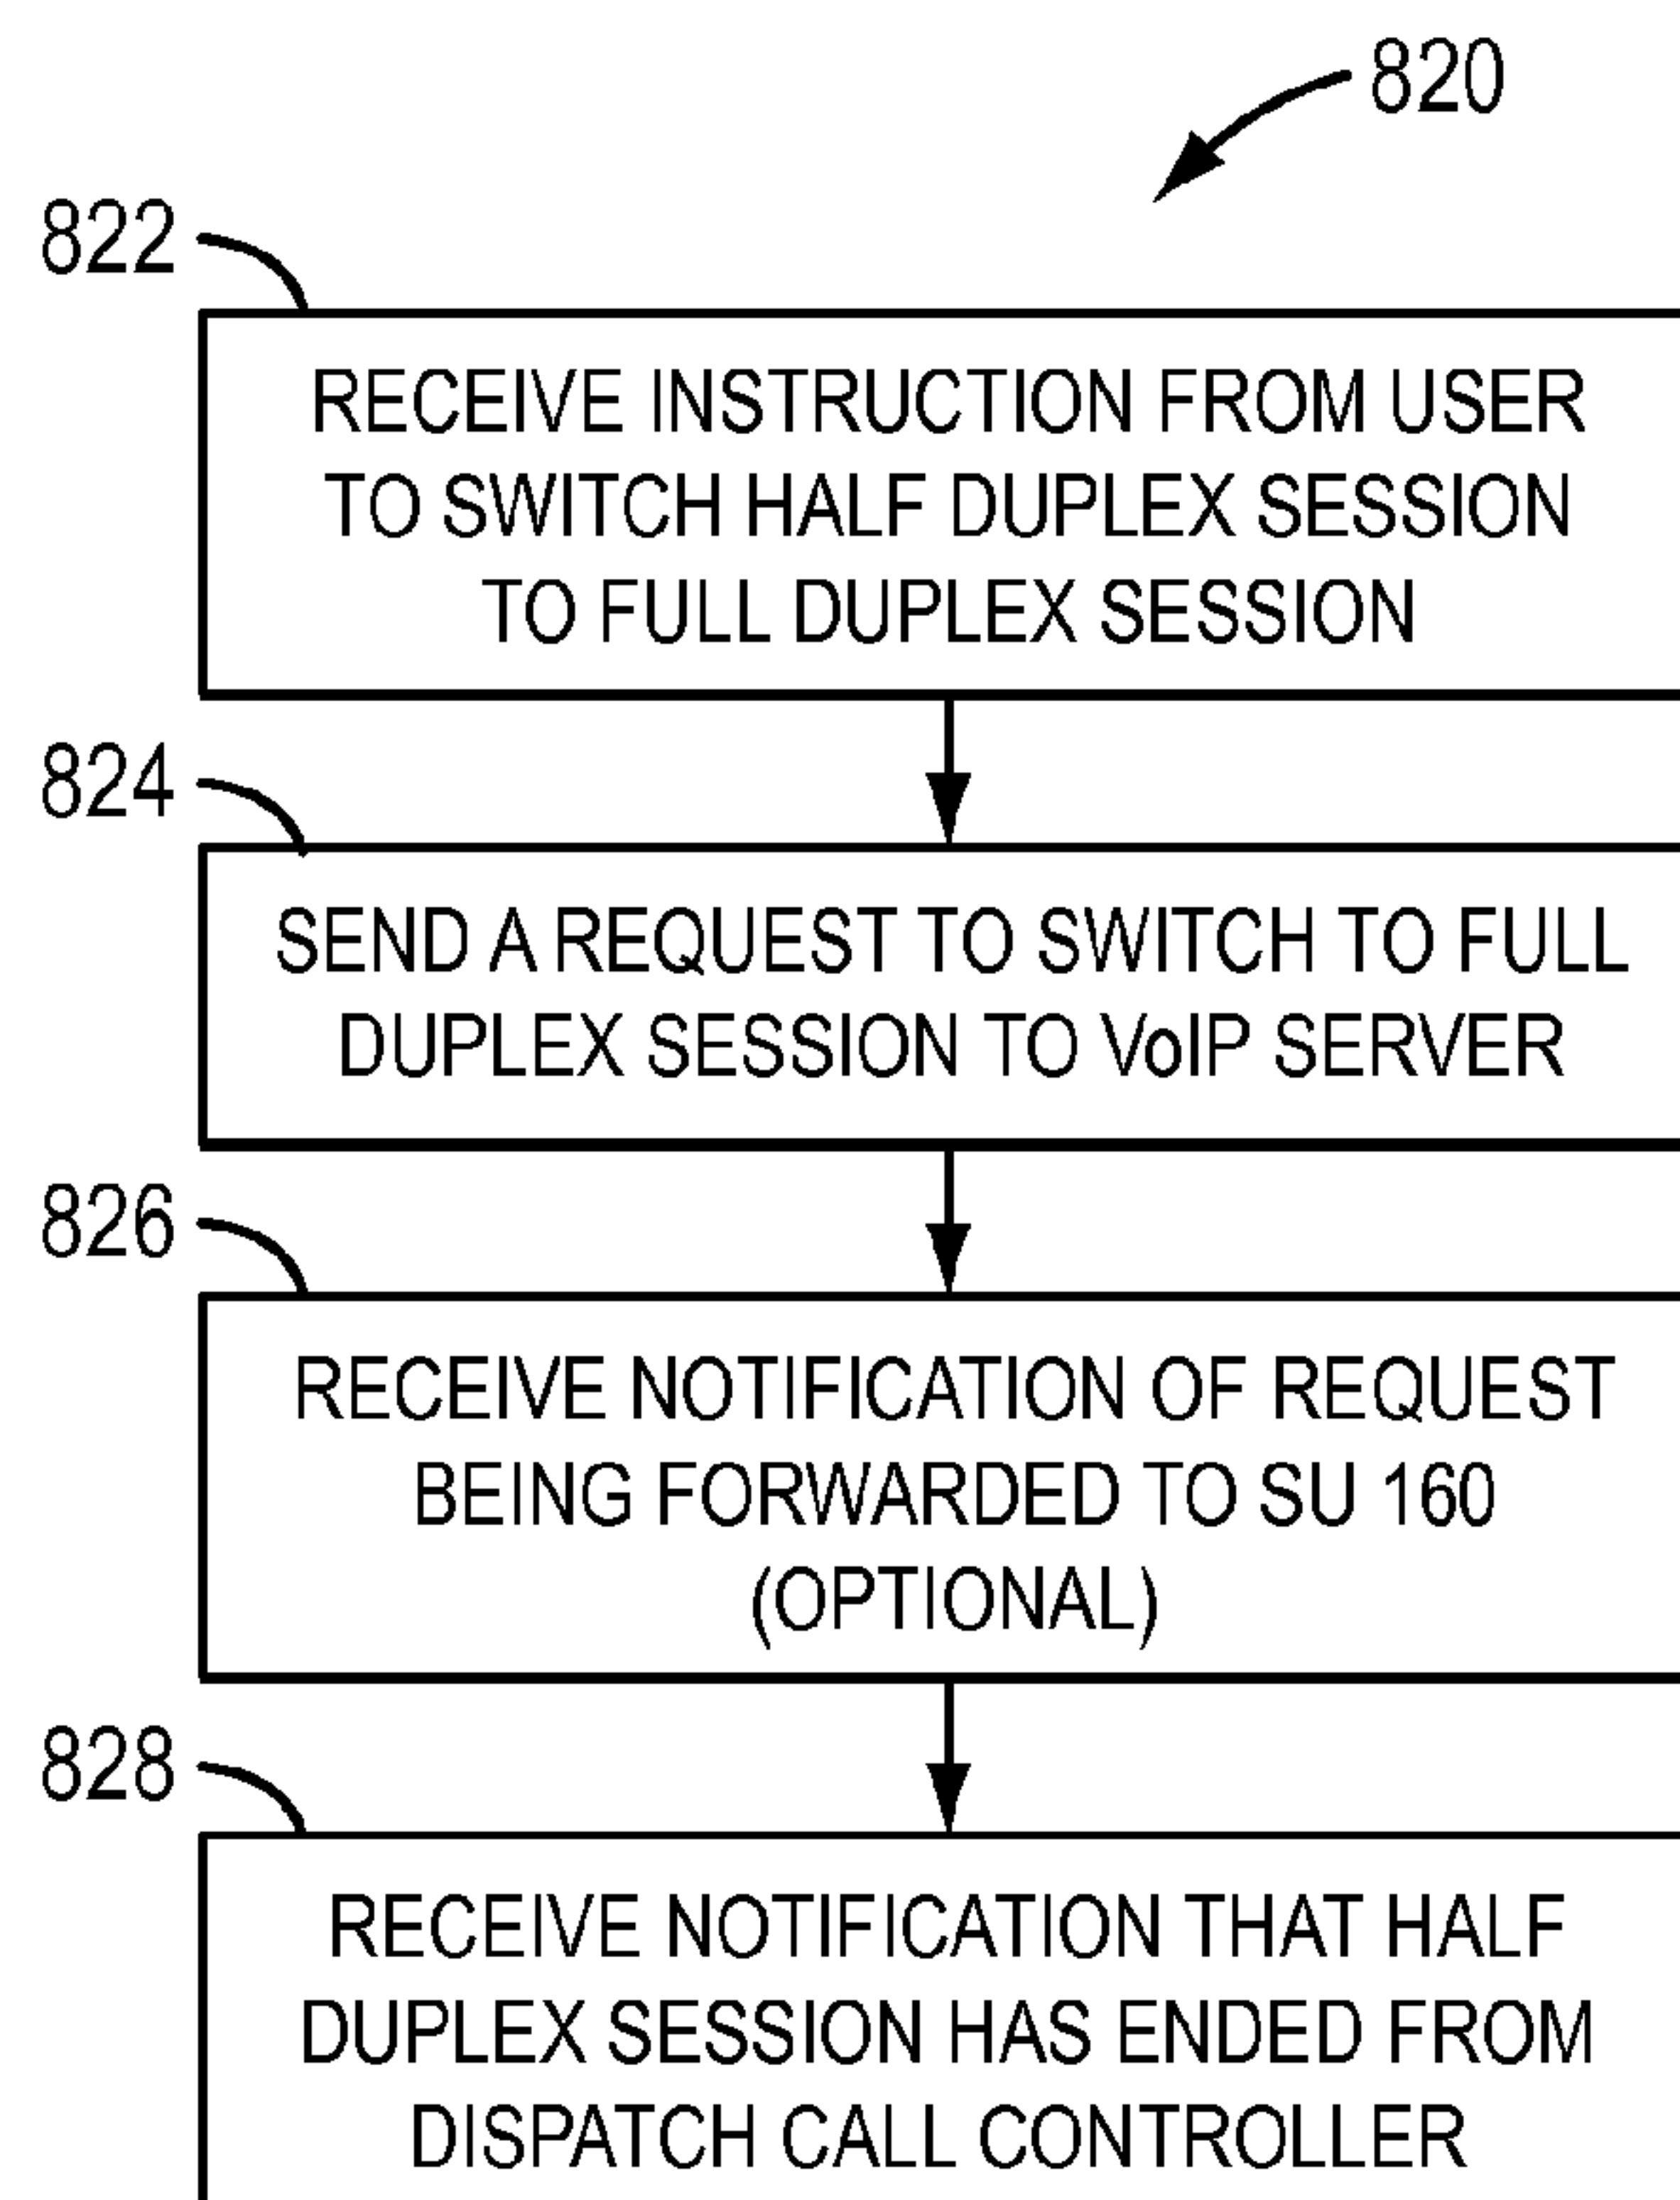 820
822
RECEIVE INSTRUCTION FROM USER
TO SWITCH HALF DUPLEX SESSION
TO FULL DUPLEX SESSION
824
SEND A REQUEST TO SWITCH TO FULL
DUPLEX SESSION TO VoIP SERVER
826
RECEIVE NOTIFICATION OF REQUEST
BEING FORWARDED TO SU 160
(OPTIONAL)
828
RECEIVE NOTIFICATION THAT HALF
DUPLEX SESSION HAS ENDED FROM
DISPATCH CALL CONTROLLER